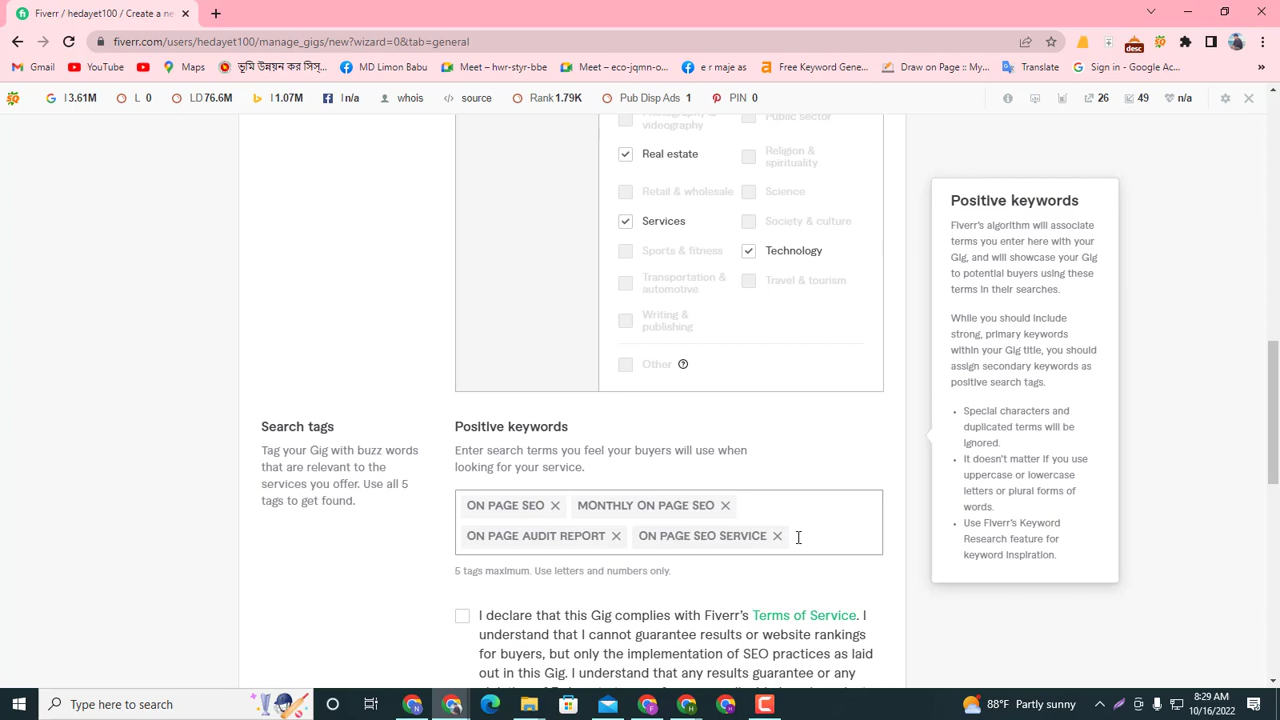 Fiverr / Hedayet100 / Create a ne
fiverr.com/users/hedayet100/manage_gig/new?wizard=0&tab=general
desc
Gmail
YouTube
Maps
ভূমি উন্নয়ন কর সিস্...
MD Limon Babu
Meet – hwr-stry-bbe
Meet – eco-jqmn-o...
e r maje as
Free Keyword Gene...
Draw on Page :: My...
Translate
Sign in - Google Ac...
»
I 3.61M
L 0
LD 76.6M
I 1.07M
I n/a
whois
source
Rank 1.79K
Pub Disp Ads 1
PIN 0
26
49
n/a
Photography &
videography
Public sector
Real estate
Religion &
spirituality
Retail & wholesale
Science
Services
Society & culture
Sports & fitness
Technology
Transportation &
automotive
Travel & tourism
Writing &
publishing
Other
Positive keywords
Fiverr's algorithm will associate
terms you enter here with your
Gig, and will showcase your Gig
to potential buyers using these
terms in their searches.
While you should include
strong, primary keywords
within your Gig title, you should
assign secondary keywords as
positive search tags.
• Special characters and
duplicated terms will be
ignored.
• It doesn't matter if you use
uppercase or lowercase
letters or plural forms of
words.
• Use Fiverr's Keyword
Research feature for
keyword inspiration.
Search tags
Tag your Gig with buzz words
that are relevant to the
services you offer. Use all 5
tags to get found.
Positive keywords
Enter search terms you feel your buyers will use when
looking for your service.
ON PAGE SEO
MONTHLY ON PAGE SEO
ON PAGE AUDIT REPORT
ON PAGE SEO SERVICE
5 tags maximum. Use letters and numbers only.
I declare that this Gig complies with Fiverr's Terms of Service. I
understand that I cannot guarantee results or website rankings
for buyers, but only the implementation of SEO practices as laid
out in this Gig. I understand that any results guarantee or any
Type here to search
88°F Partly sunny
8:29 AM
10/16/2022